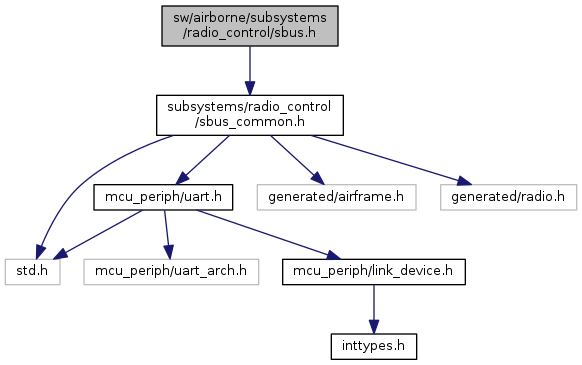 sw/airborne/subsystems
/radio_control/sbus.h
subsystems/radio_control
/sbus_common.h
mcu_periph/uart.h
generated/airframe.h
generated/radio.h
std.h
mcu_periph/uart_arch.h
mcu_periph/link_device.h
inttypes.h